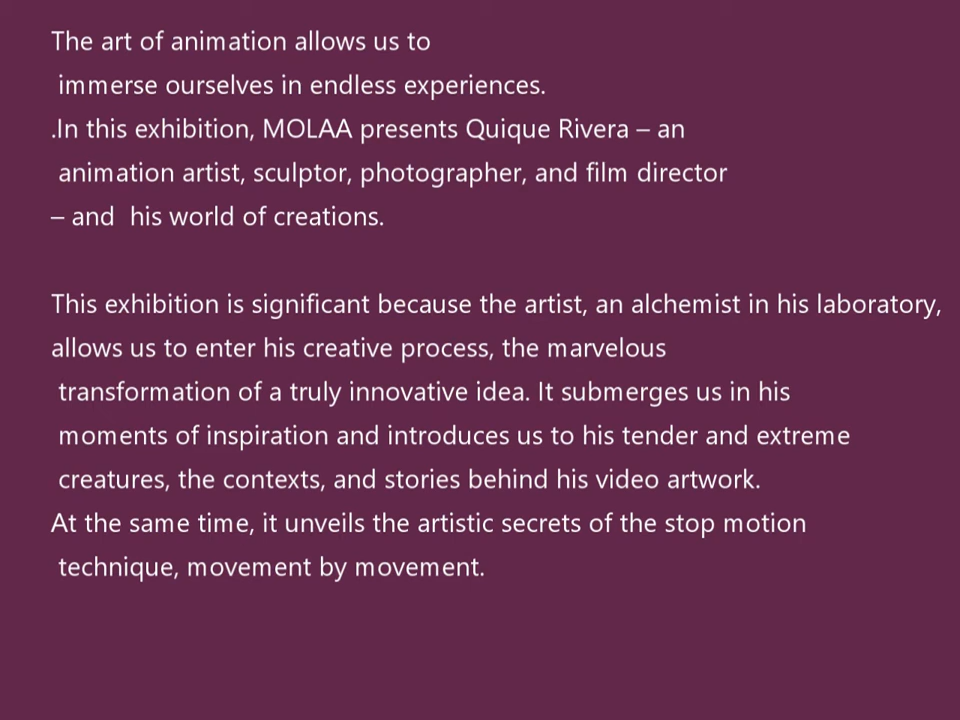 The art of animation allows us to
immerse ourselves in endless experiences.
.In this exhibition, MOLAA presents Quique Rivera – an
animation artist, sculptor, photographer, and film director
– and  his world of creations.
This exhibition is significant because the artist, an alchemist in his laboratory,
allows us to enter his creative process, the marvelous
transformation of a truly innovative idea. It submerges us in his
moments of inspiration and introduces us to his tender and extreme
creatures, the contexts, and stories behind his video artwork.
At the same time, it unveils the artistic secrets of the stop motion
technique, movement by movement.